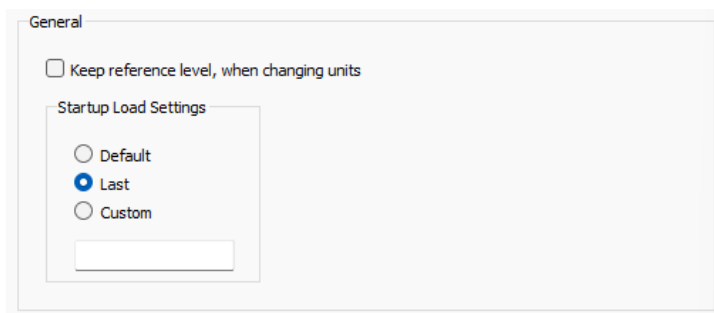 General
Keep reference level, when changing units
Startup Load Settings
Default
Last
Custom